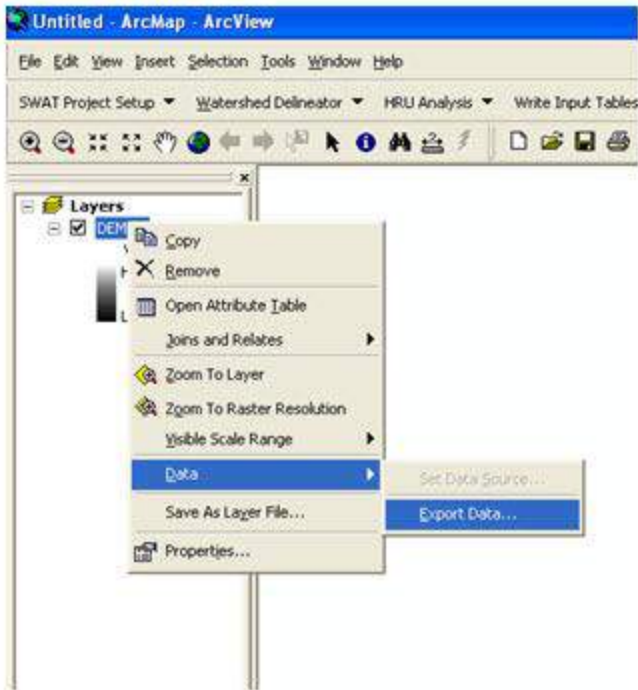 Untitled - ArcMap - ArcView
File Edit View Insert Selection Tools Window Help
SWAT Project Setup Watershed Delineator HRU Analysis Write Input Tables
Layers
DEM
Copy
Remove
Open Attribute Table
Joins and Relates
Zoom To Layer
Zoom To Raster Resolution
Visible Scale Range
Data
Set Data Source...
Export Data...
Save As Layer File...
Properties...